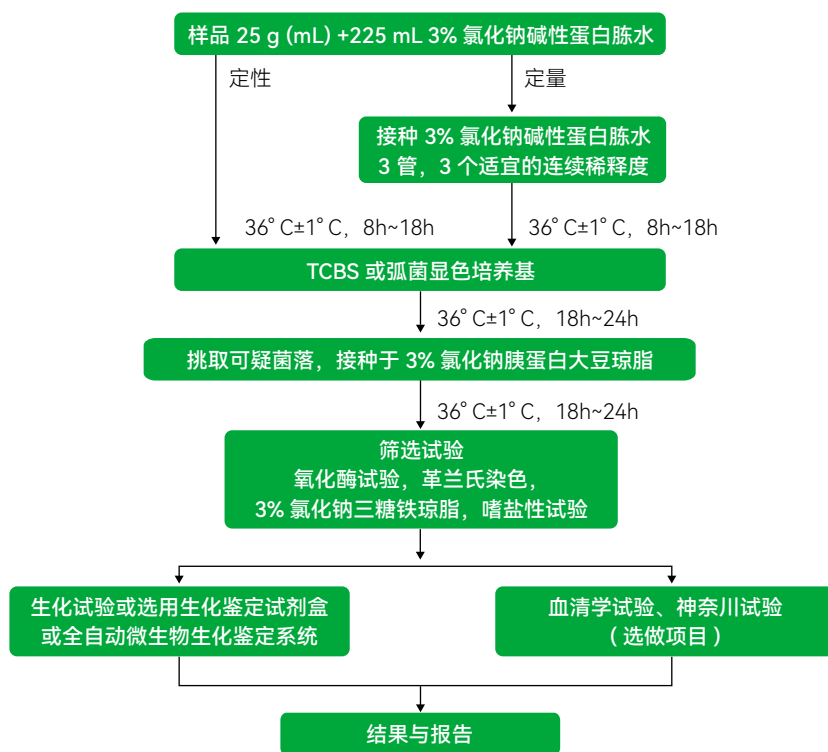 样品 25 g (mL) +225 mL 3% 氯化钠碱性蛋白胨水
定性
定量
接种 3% 氯化钠碱性蛋白胨水
3 管，3 个适宜的连续稀释度
36° C±1° C，8h~18h
36° C±1° C，8h~18h
TCBS 或弧菌显色培养基
36° C±1° C，18h~24h
挑取可疑菌落，接种于 3% 氯化钠胰蛋白大豆琼脂
36° C±1° C，18h~24h
筛选试验
氧化酶试验，革兰氏染色，
3% 氯化钠三糖铁琼脂，嗜盐性试验
生化试验或选用生化鉴定试剂盒
或全自动微生物生化鉴定系统
血清学试验、神奈川试验
（ 选做项目 ）
结果与报告